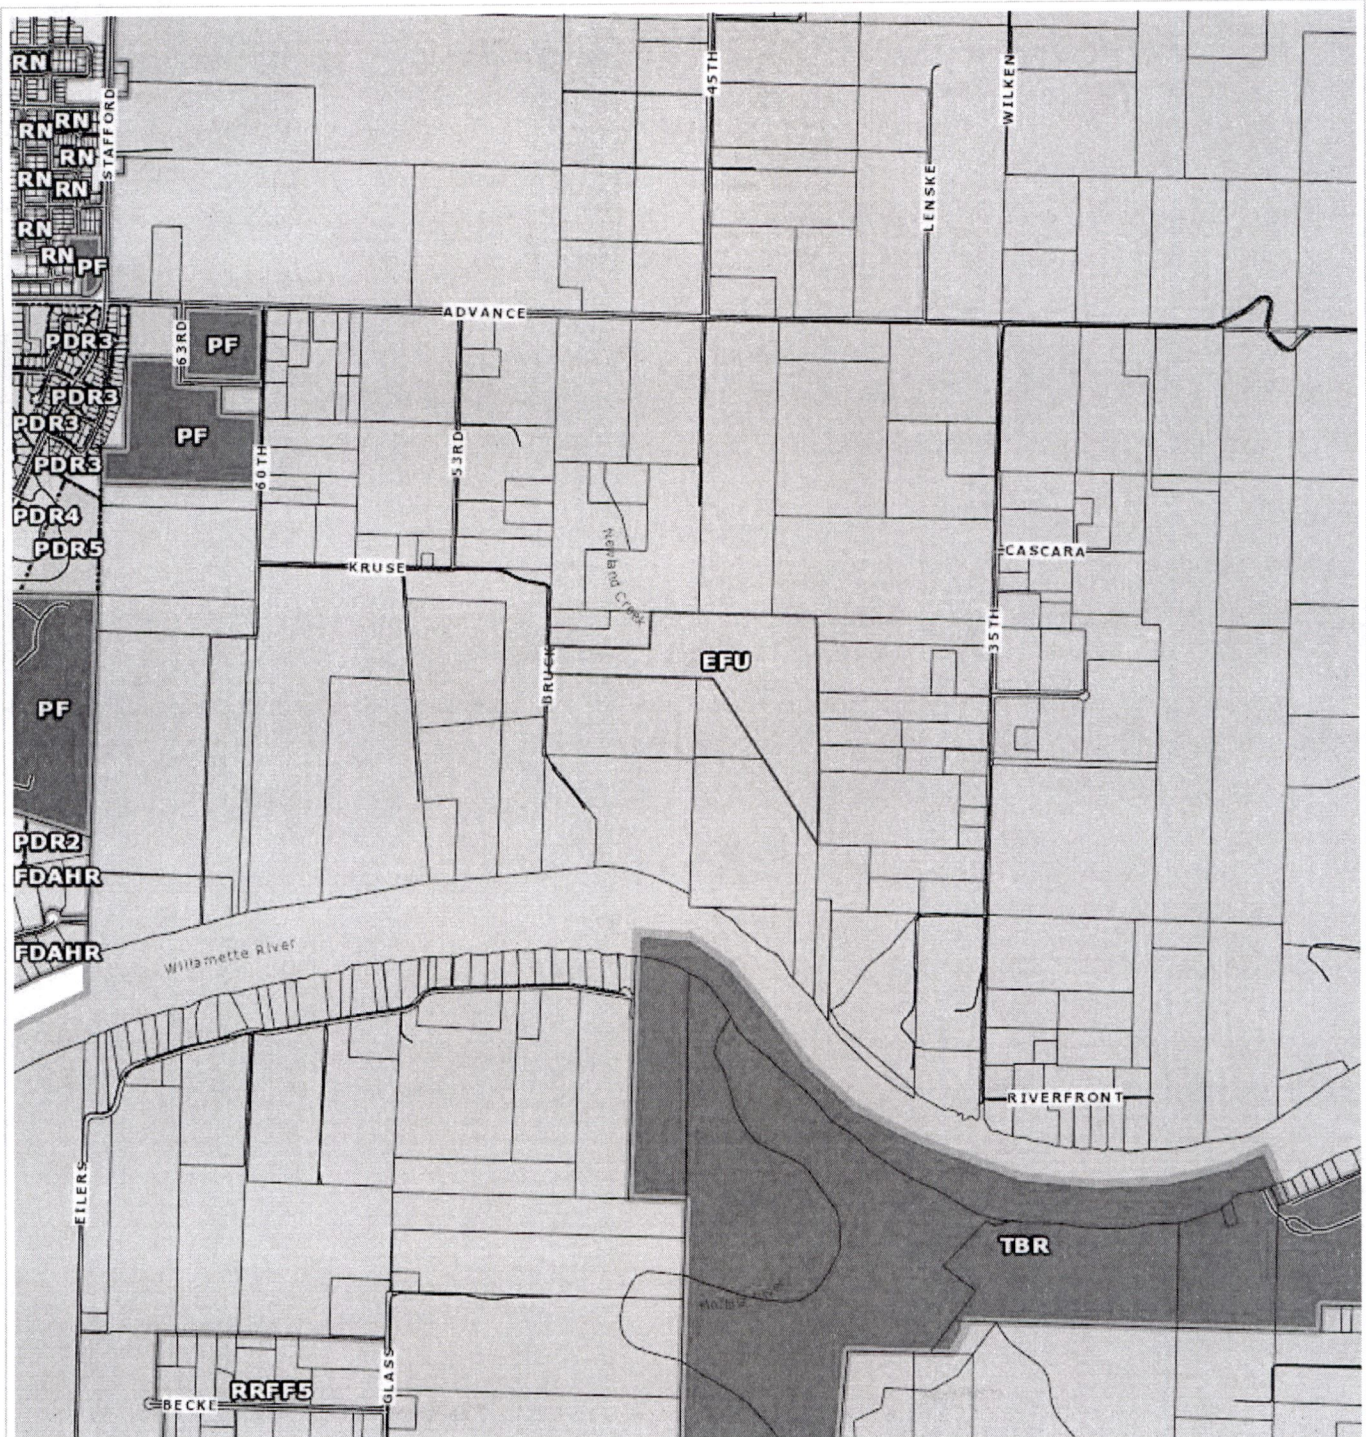 RN
STAFFORD
45TH
WILKEN
RN
RN
RN
RN
RN
LENSKE
RN
RN
PF
ADVANCE
63RD
PDR3
PF
PDR3
PDR3
PF
PDR3
60TH
53RD
PDR4
PDR5
KRUSE
Newland Creek
CASCARA
35TH
BRUCK
EFU
PF
PDR2
FDAHR
FDAHR
Willamette River
RIVERFRONT
EILERS
TBR
GLASS
RRFF5
BECKE